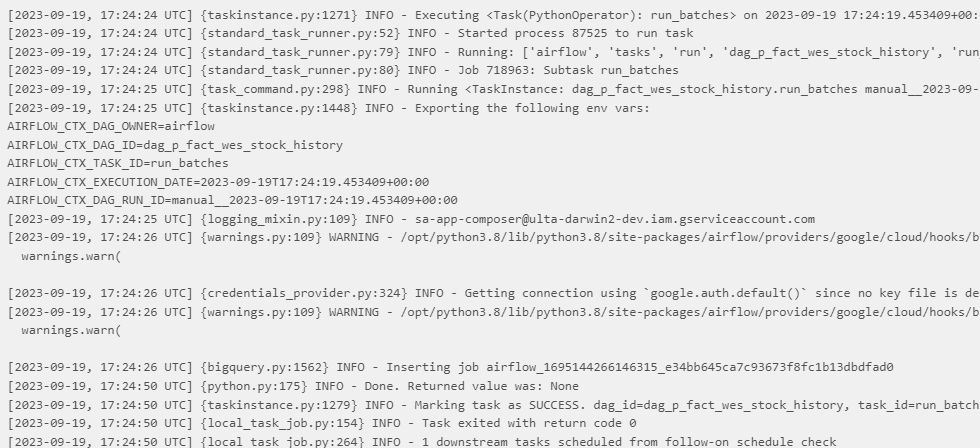 [2023-09-19, 17:24:24 UTC] {taskinstance.py:1271} INFO - Executing <Task(PythonOperator): run_batches> on 2023-09-19 17:24:19.453409+00:
[2023-09-19, 17:24:24 UTC] {standard_task_runner.py:52} INFO - Started process 87525 to run task
[2023-09-19, 17:24:24 UTC] {standard_task_runner.py:79} INFO - Running: ['airflow', 'tasks', 'run', 'dag_p_fact_wes_stock_history', 'run_
[2023-09-19, 17:24:24 UTC] {standard_task_runner.py:80} INFO - Job 718963: Subtask run_batches
[2023-09-19, 17:24:25 UTC] {task_command.py:298} INFO - Running <TaskInstance: dag_p_fact_wes_stock_history.run_batches manual__2023-09-
[2023-09-19, 17:24:25 UTC] {taskinstance.py:1448} INFO - Exporting the following env vars:
AIRFLOW_CTX_DAG_OWNER=airflow
AIRFLOW_CTX_DAG_ID=dag_p_fact_wes_stock_history
AIRFLOW_CTX_TASK_ID=run_batches
AIRFLOW_CTX_EXECUTION_DATE=2023-09-19T17:24:19.453409+00:00
AIRFLOW_CTX_DAG_RUN_ID=manual__2023-09-19T17:24:19.453409+00:00
[2023-09-19, 17:24:25 UTC] {logging_mixin.py:109} INFO - sa-app-composer@ulta-darwin2-dev.iam.gserviceaccount.com
[2023-09-19, 17:24:26 UTC] {warnings.py:109} WARNING - /opt/python3.8/lib/python3.8/site-packages/airflow/providers/google/cloud/hooks/b
warnings.warn(
[2023-09-19, 17:24:26 UTC] {credentials_provider.py:324} INFO - Getting connection using `google.auth.default()` since no key file is de
[2023-09-19, 17:24:26 UTC] {warnings.py:109} WARNING - /opt/python3.8/lib/python3.8/site-packages/airflow/providers/google/cloud/hooks/b
warnings.warn(
[2023-09-19, 17:24:26 UTC] {bigquery.py:1562} INFO - Inserting job airflow_1695144266146315_e34bb645ca7c93673f8fc1b13dbdfad0
[2023-09-19, 17:24:50 UTC] {python.py:175} INFO - Done. Returned value was: None
[2023-09-19, 17:24:50 UTC] {taskinstance.py:1279} INFO - Marking task as SUCCESS. dag_id=dag_p_fact_wes_stock_history, task_id=run_batch
[2023-09-19, 17:24:50 UTC] {local_task_job.py:154} INFO - Task exited with return code 0
[2023-09-19, 17:24:50 UTC] {local_task_job.py:264} INFO - 1 downstream tasks scheduled from follow-on schedule check